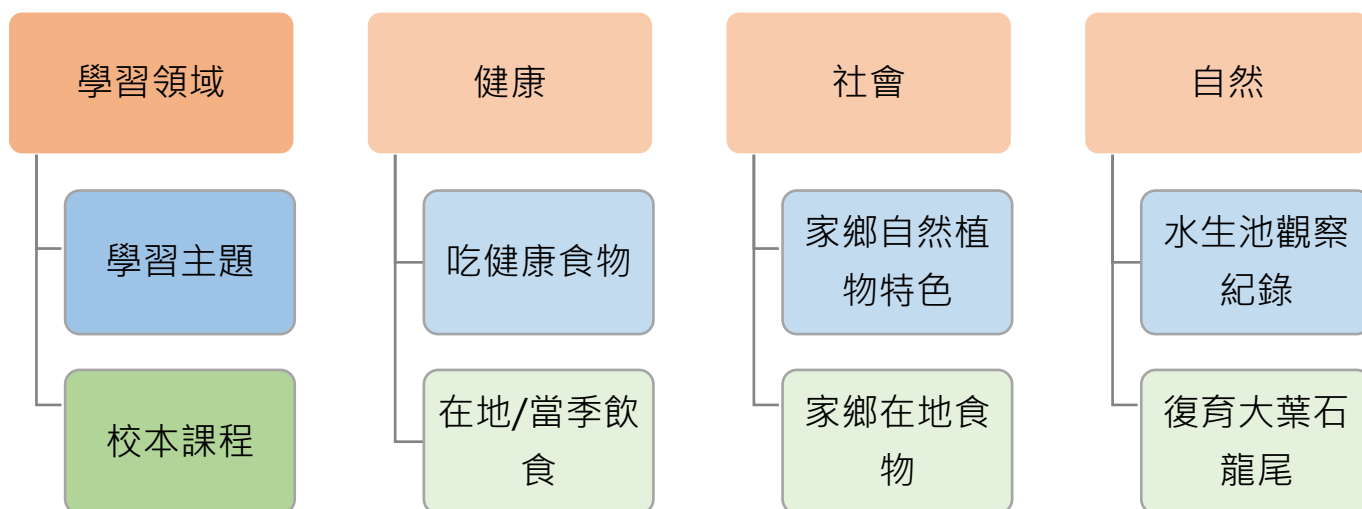 學習領域
健康
社會
自然
學習主題
吃健康食物
家鄉自然植
物特色
水生池觀察
紀錄
校本課程
在地/當季飲
食
家鄉在地食
物
復育大葉石
龍尾